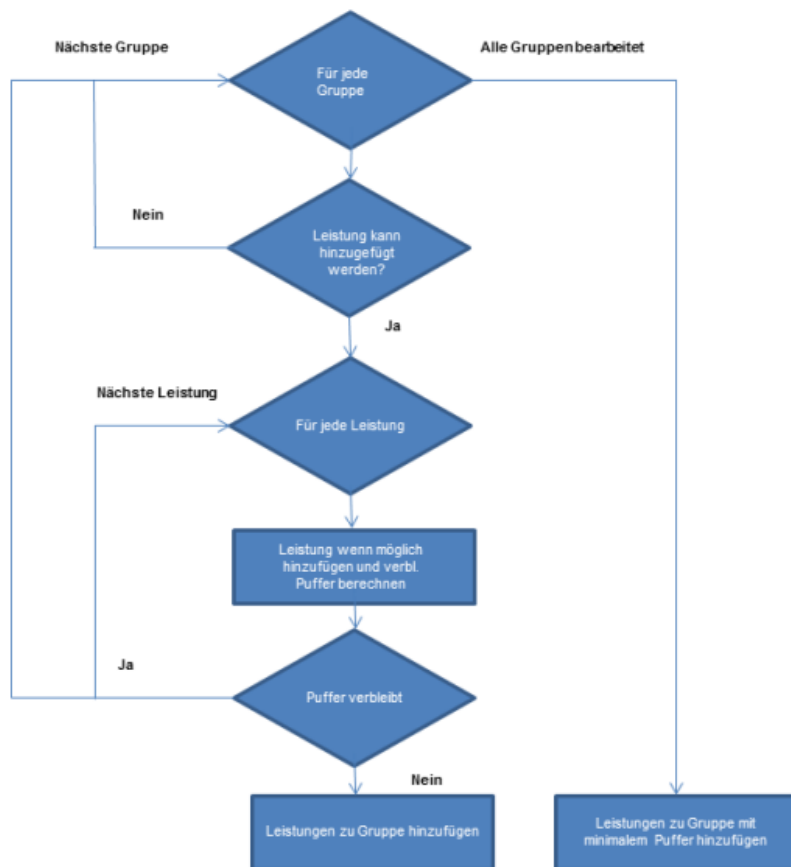 Nächste Gruppe
Alle Gruppen bearbeitet
Für jede
Gruppe
Nein
Leistung kann
hinzugefügt
werden?
Ja
Nächste Leistung
Für jede Leistung
Leistung wenn möglich
hinzufügen und verbl.
Puffer berechnen
Ja
Puffer verbleibt
Nein
Leistungen zu Gruppe hinzufügen
Leistungen zu Gruppe mit
minimalem Puffer hinzufügen